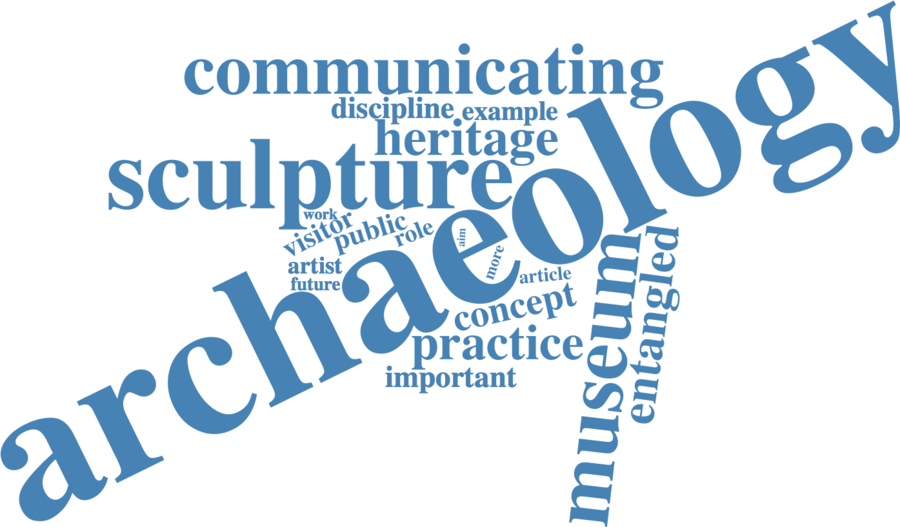 communicating
discipline
example
heritage
sculpture
archaeology
work
visitor
public
role
aim
more
artist
future
article
concept
practice
important
museum
entangled